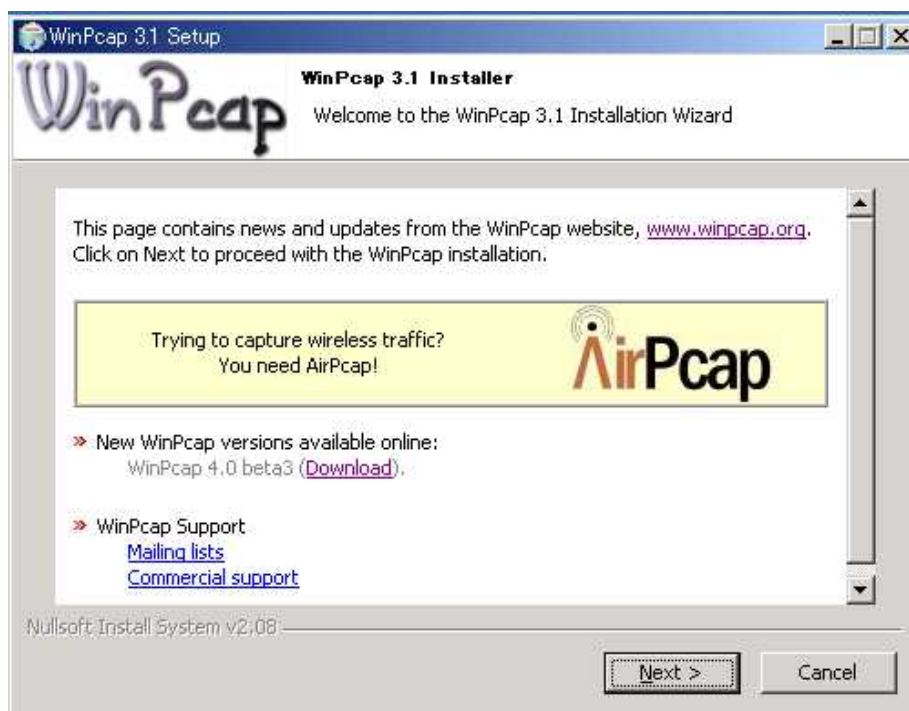 WinPcap 3.1 Setup
WinPcap
WinPcap 3.1 Installer
Welcome to the WinPcap 3.1 Installation Wizard
This page contains news and updates from the WinPcap website, www.winpcap.org.
Click on Next to proceed with the WinPcap installation.
Trying to capture wireless traffic?
You need AirPcap!
AirPcap
» New WinPcap versions available online:
WinPcap 4.0 beta3 (Download).
» WinPcap Support
Mailing lists
Commercial support
Nullsoft Install System v2.08
Next >
Cancel